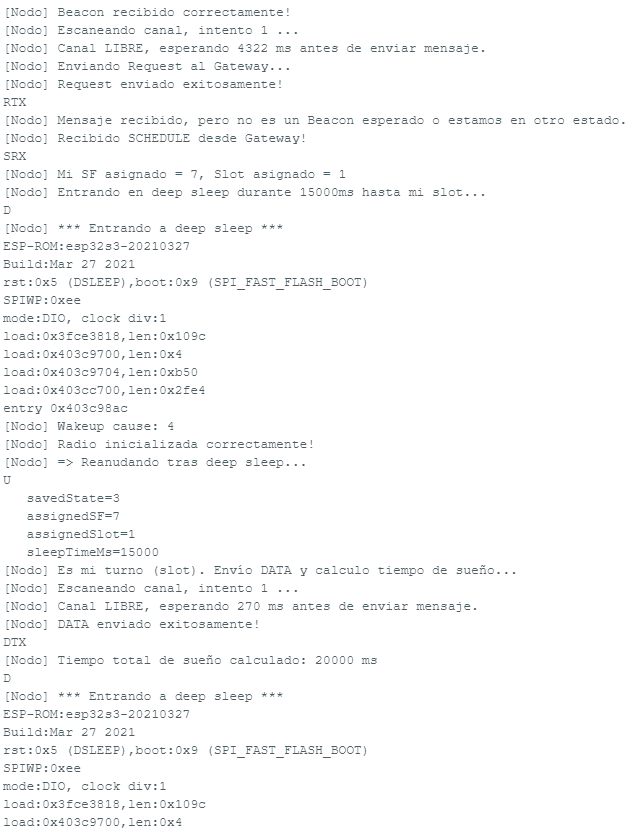 [Nodo] Beacon recibido correctamente!
[Nodo] Escaneando canal, intento 1 ...
[Nodo] Canal LIBRE, esperando 4322 ms antes de enviar mensaje.
[Nodo] Enviando Request al Gateway...
[Nodo] Request enviado exitosamente!
RTX
[Nodo] Mensaje recibido, pero no es un Beacon esperado o estamos en otro estado.
[Nodo] Recibido SCHEDULE desde Gateway!
SRX
[Nodo] Mi SF asignado = 7, Slot asignado = 1
[Nodo] Entrando en deep sleep durante 15000ms hasta mi slot...
D
[Nodo] *** Entrando a deep sleep ***
ESP-ROM:esp32s3-20210327
Build:Mar 27 2021
rst:0x5 (DSLEEP),boot:0x9 (SPI_FAST_FLASH_BOOT)
SPIWP:0xee
mode:DIO, clock div:1
load:0x3fce3818,len:0x109c
load:0x403c9700,len:0x4
load:0x403c9704,len:0xb50
load:0x403cc700,len:0x2fe4
entry 0x403c98ac
[Nodo] Wakeup cause: 4
[Nodo] Radio inicializada correctamente!
[Nodo] => Reanudando tras deep sleep...
U
   savedState=3
   assignedSF=7
   assignedSlot=1
   sleepTimeMs=15000
[Nodo] Es mi turno (slot). Envío DATA y calculo tiempo de sueño...
[Nodo] Escaneando canal, intento 1 ...
[Nodo] Canal LIBRE, esperando 270 ms antes de enviar mensaje.
[Nodo] DATA enviado exitosamente!
DTX
[Nodo] Tiempo total de sueño calculado: 20000 ms
D
[Nodo] *** Entrando a deep sleep ***
ESP-ROM:esp32s3-20210327
Build:Mar 27 2021
rst:0x5 (DSLEEP),boot:0x9 (SPI_FAST_FLASH_BOOT)
SPIWP:0xee
mode:DIO, clock div:1
load:0x3fce3818,len:0x109c
load:0x403c9700,len:0x4